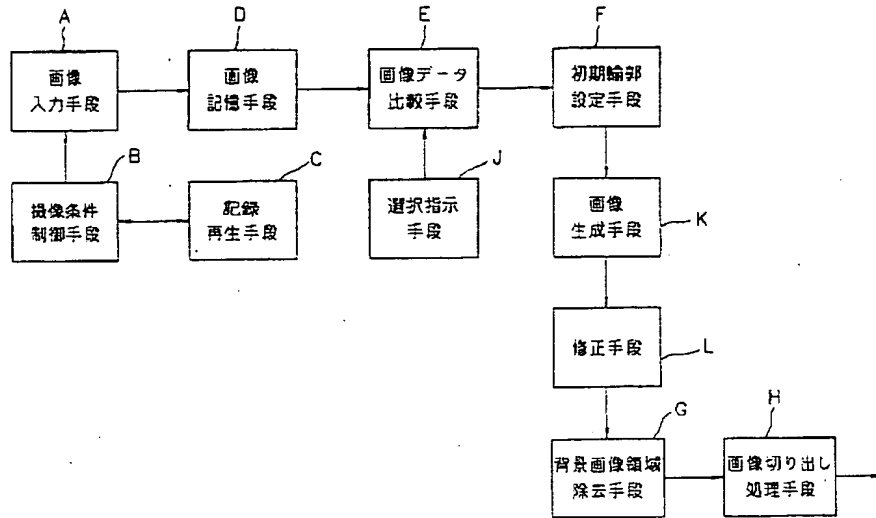 A
画像
入力手段
D
画像
記憶手段
E
画像データ
比較手段
F
初期輪郭
設定手段
B
撮像条件
制御手段
C
記録
再生手段
J
選択指示
手段
画像
生成手段
K
修正手段
L
G
背景画像領域
除去手段
H
画像切り出し
処理手段